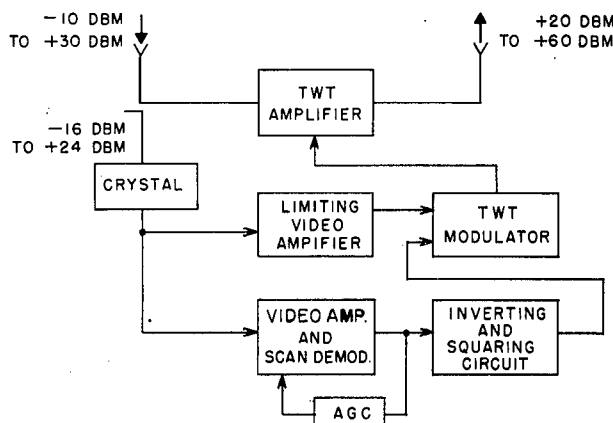 -10 DBM
TO +30 DBM
+20 DBM
TO +60 DBM
TWT
AMPLIFIER
-16 DBM
TO +24 DBM
CRYSTAL
LIMITING
VIDEO
AMPIFIER
TWT
MODULATOR
VIDEO AMP.
AND
SCAN DEMOD.
INVERTING
AND
SQUARING
CIRCUIT
AGC